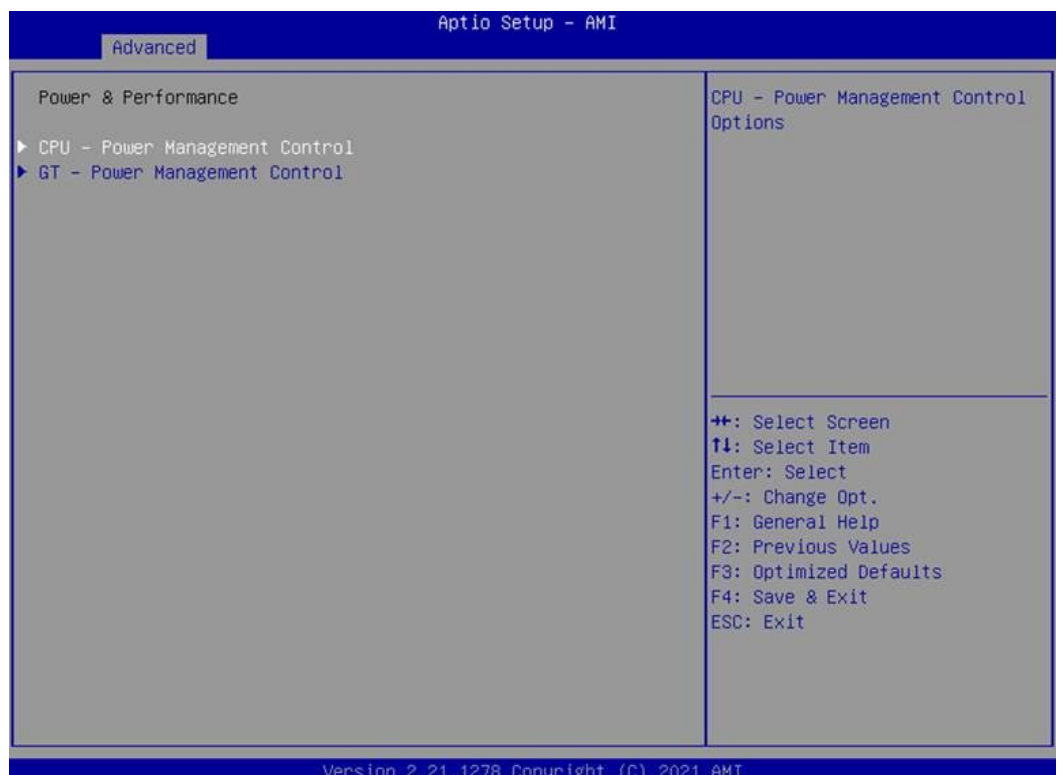 Aptio Setup – AMI
Advanced
Power & Performance
CPU – Power Management Control
GT – Power Management Control
CPU – Power Management Control
Options
→←: Select Screen
↑↓: Select Item
Enter: Select
+/-: Change Opt.
F1: General Help
F2: Previous Values
F3: Optimized Defaults
F4: Save & Exit
ESC: Exit
Version 2.21.1278 Copyright (C) 2021 AMI